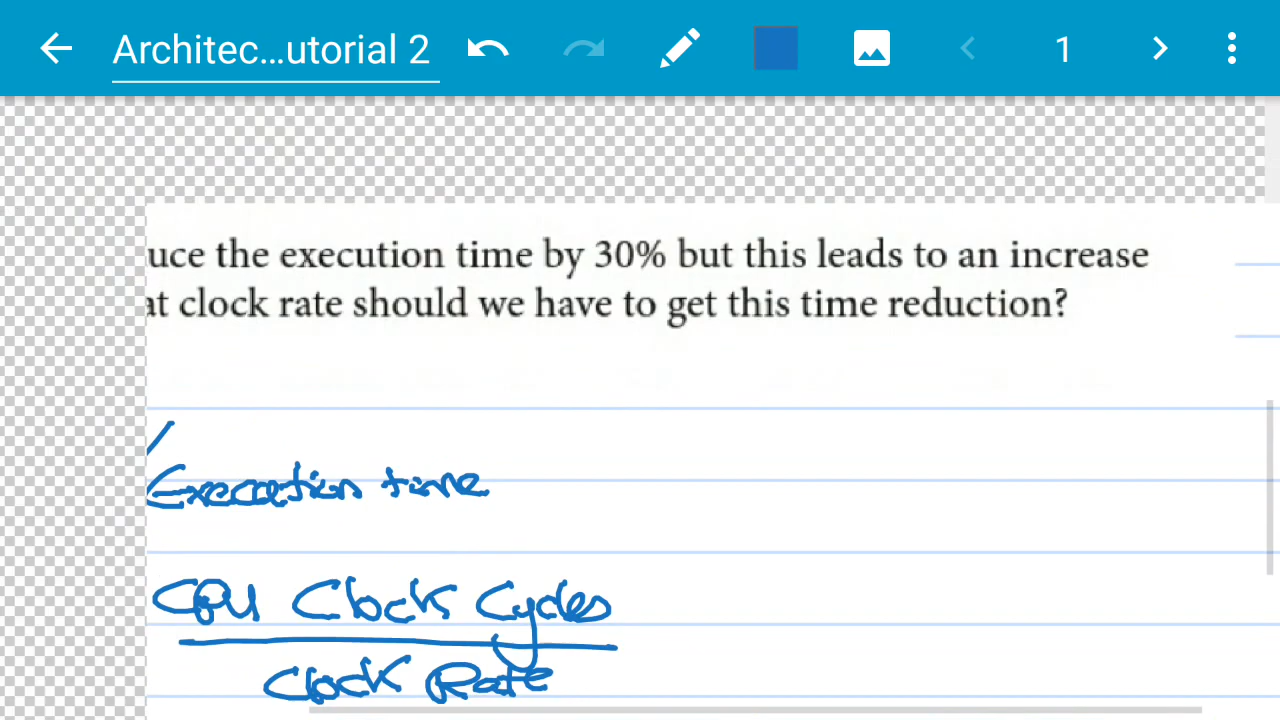 Architec...utorial 2 1
uce the execution time by 30% but this leads to an increase
at clock rate should we have to get this time reduction?
Execution time
CPU Clock Cycles
Clock Rate